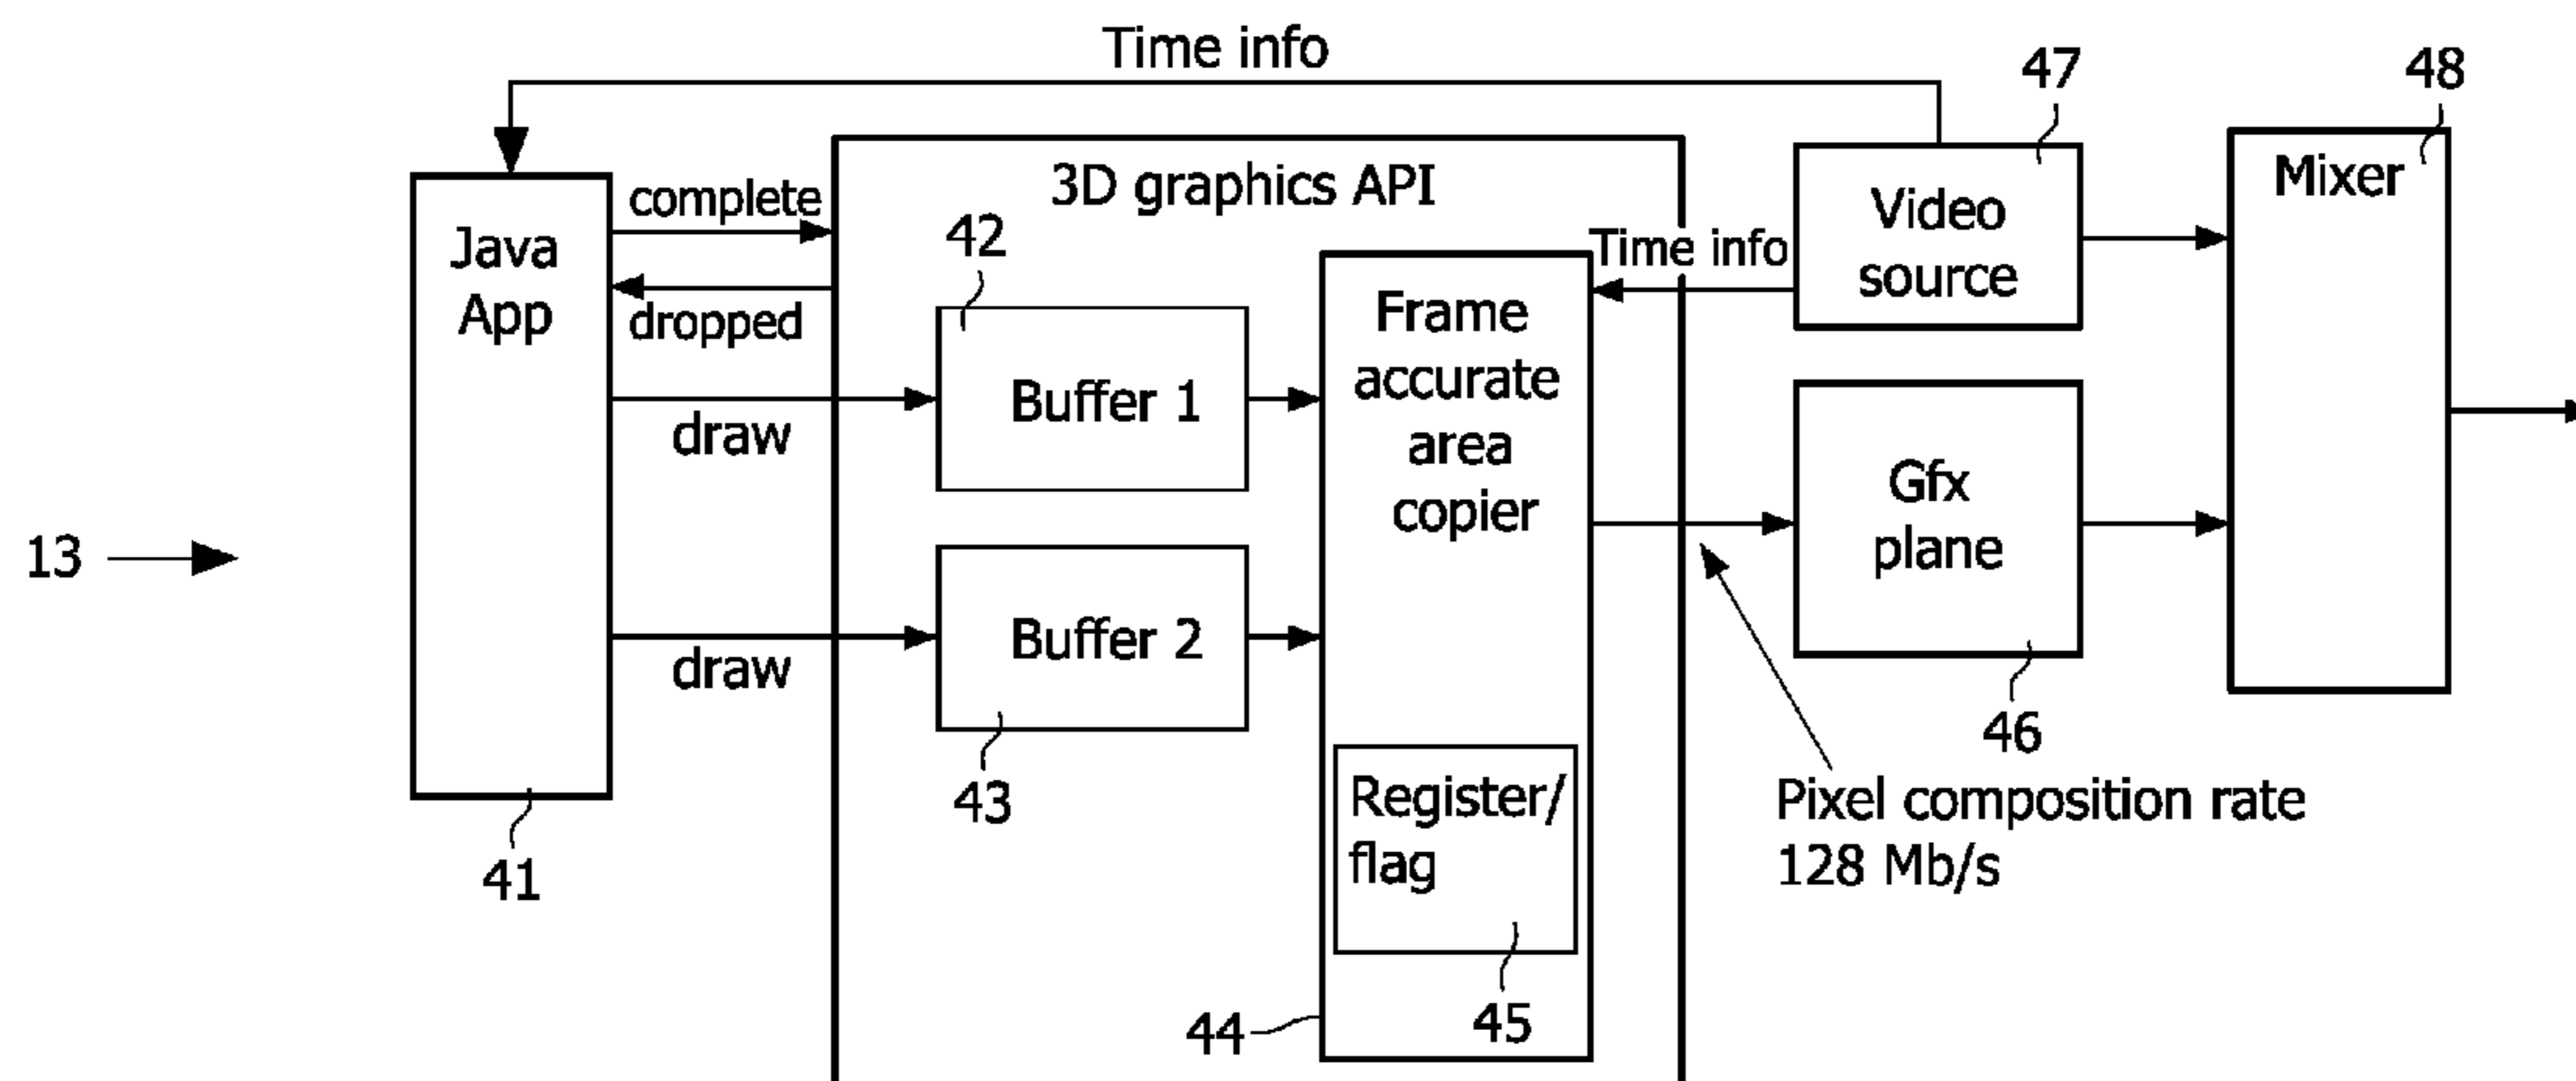 Time info
47
48
3D graphics API
Mixer
complete
Java
App
42
Video
source
Time info
dropped
Frame
accurate
area
copier
Buffer 1
draw
Gfx
plane
13
Buffer 2
draw
46
43
Register/
flag
Pixel composition rate
128 Mb/s
41
45
44